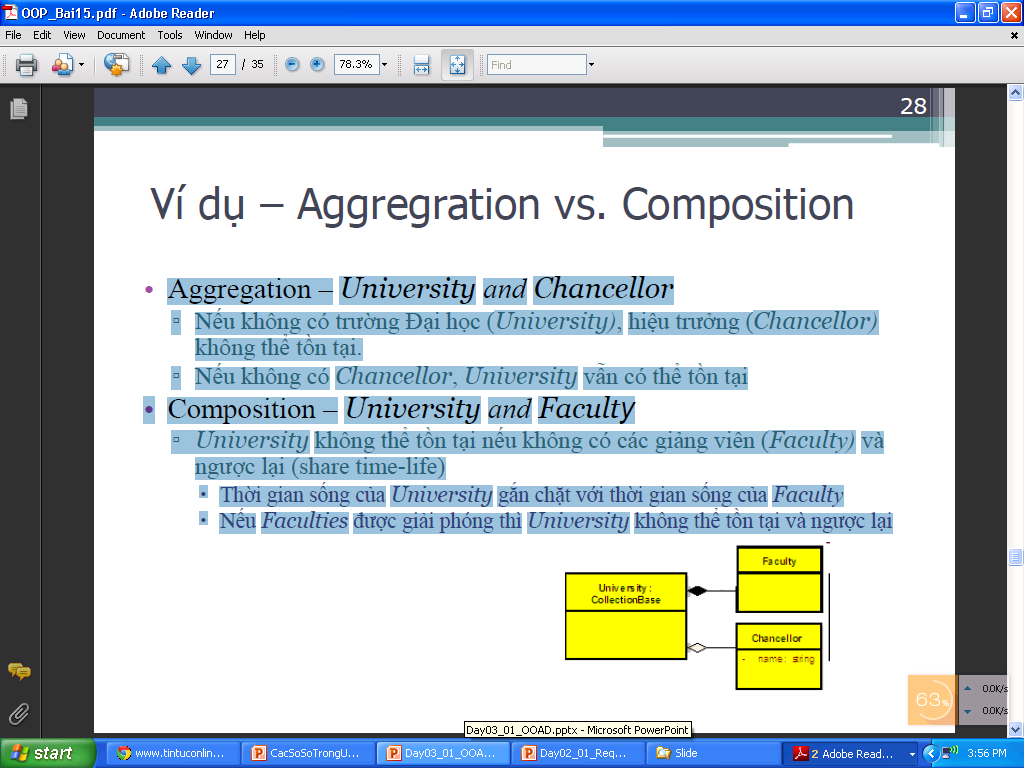 OOP_Bai15.pdf - Adobe Reader
File Edit View Document Tools Window Help
27 / 35 78.3% Find
28
Ví dụ – Aggregration vs. Composition
• Aggregation – University and Chancellor
▫ Nếu không có trường Đại học (University), hiệu trưởng (Chancellor)
không thể tồn tại.
▫ Nếu không có Chancellor, University vẫn có thể tồn tại
• Composition – University and Faculty
▫ University không thể tồn tại nếu không có các giảng viên (Faculty) và
ngược lại (share time-life)
• Thời gian sống của University gắn chặt với thời gian sống của Faculty
• Nếu Faculties được giải phóng thì University không thể tồn tại và ngược lại
Faculty
University :
CollectionBase
Chancellor
- name: string
63%
0.0K/s
0.0K/s
Day03_01_OOAD.pptx - Microsoft PowerPoint
start www.tintuconlin... CacSoSoTrongU... Day03_01_OOA... Day02_01_Req... Slide 2 Adobe Read... 3:56 PM